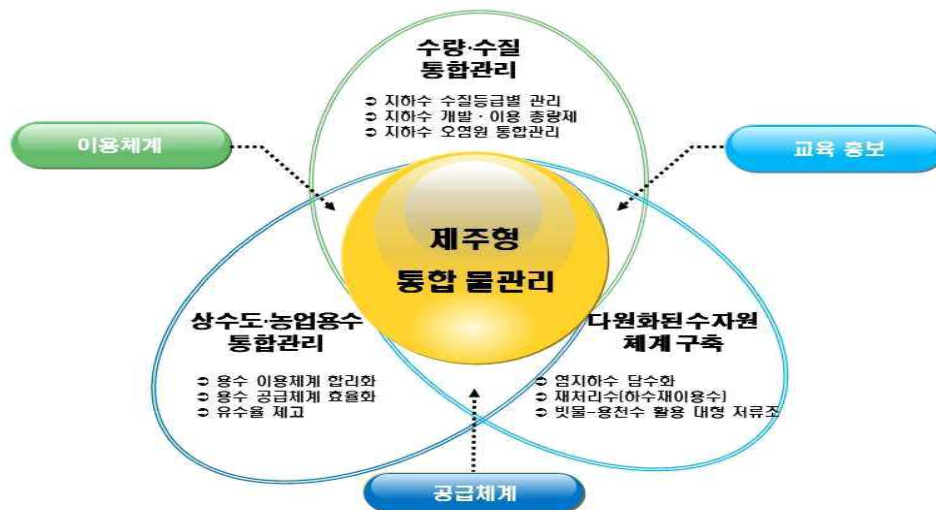 수량·수질
통합관리
➲ 지하수 수질등급별 관리
➲ 지하수 개발·이용 총량제
➲ 지하수 오염원 통합관리
이용체계
교육 홍보
제주형
통합 물관리
상수도·농업용수
통합관리
➲ 용수 이용체계 합리화
➲ 용수 공급체계 효율화
➲ 유수율 제고
다원화된 수자원
체계 구축
➲ 염지하수 담수화
➲ 재처리수(하수재이용수)
➲ 빗물-용천수 활용 대형 저류조
공급체계